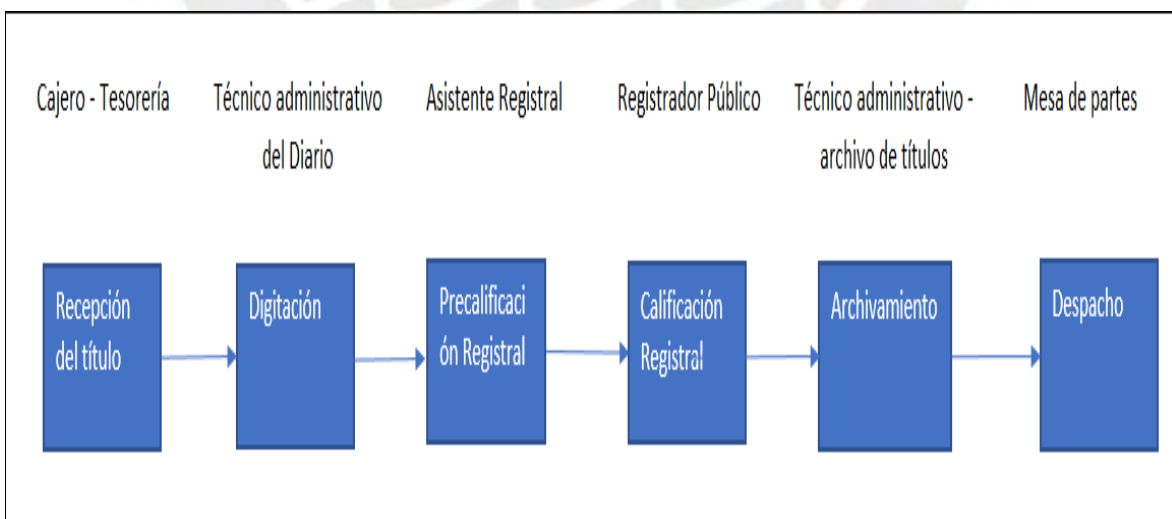 Cajero - Tesorería
Técnico administrativo
del Diario
Asistente Registral
Registrador Público
Técnico administrativo -
archivo de títulos
Mesa de partes
Recepción
del título
Digitación
Precalificaci
ón Registral
Calificación
Registral
Archivamiento
Despacho